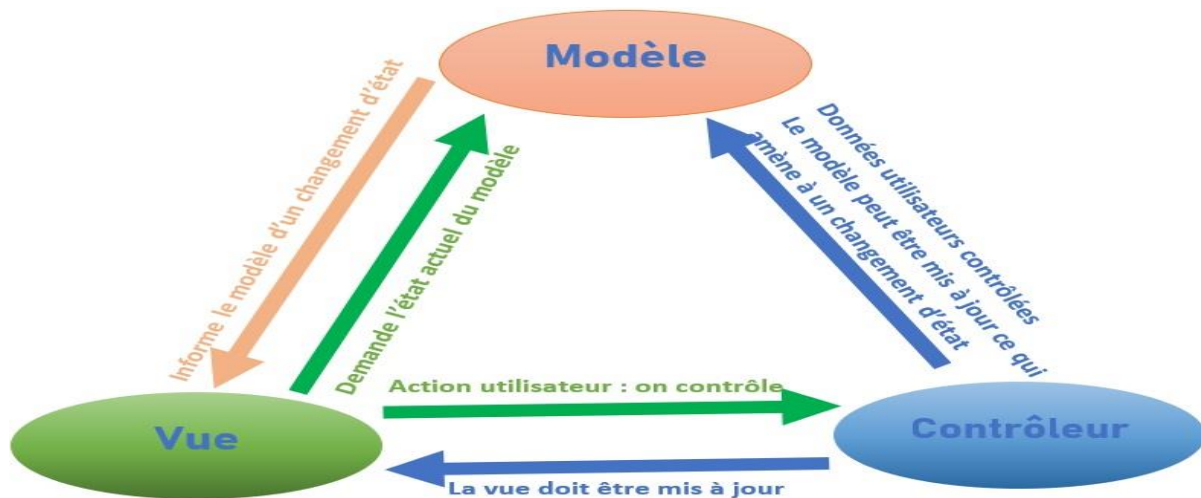 Modèle
Informe le modèle d'un changement d'état
Demande l'état actuel du modèle
Données utilisateurs contrôlées
Le modèle peut être mis à jour ce qui
amène à un changement d'état
Action utilisateur : on contrôle
Vue
Contrôleur
La vue doit être mis à jour